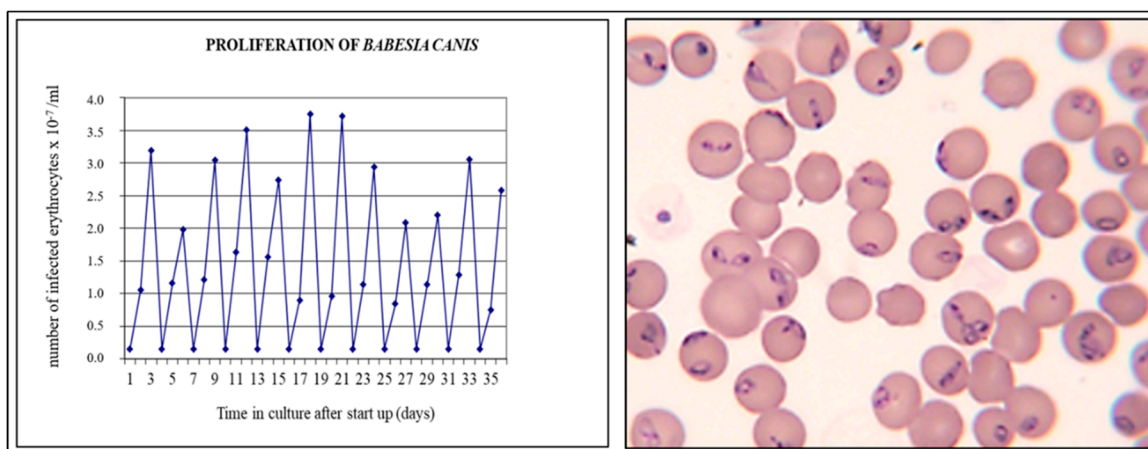 PROLIFERATION OF BABESIA CANIS
number of infected erythrocytes x 10⁻⁷/ml
4.0
3.5
3.0
2.5
2.0
1.5
1.0
0.5
0.0
1 3 5 7 9 11 13 15 17 19 21 23 25 27 29 31 33 35
Time in culture after start up (days)